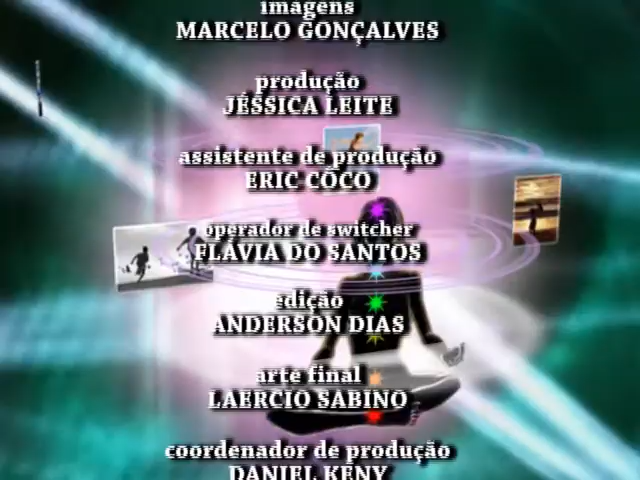 imagens
MARCELO GONÇALVES
produção
JÉSSICA LEITE
assistente de produção
ERIC CÔCO
operador de switcher
FLÁVIA DO SANTOS
edição
ANDERSON DIAS
arte final
LAERCIO SABINO
coordenador de produção
DANIEL KENY